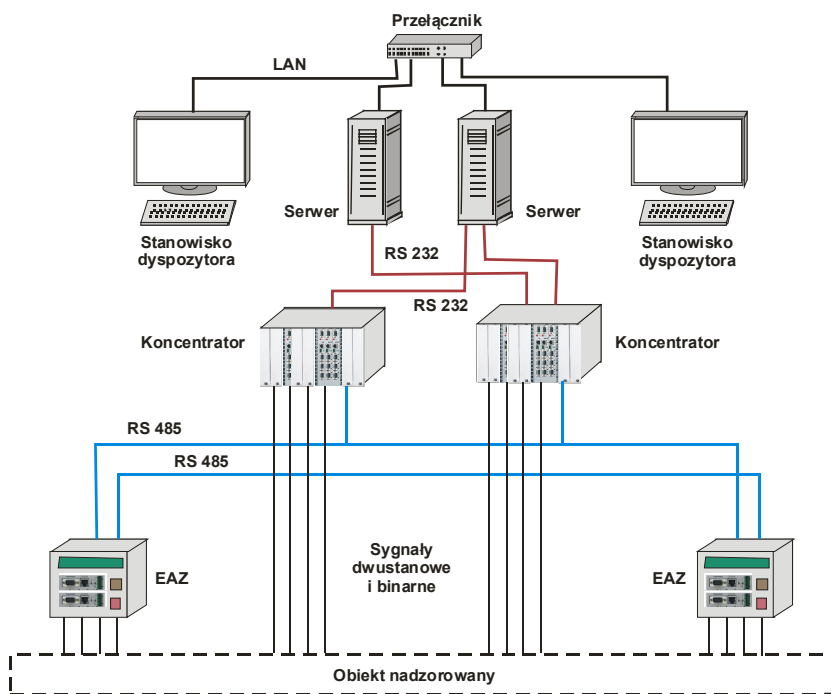 Przełącznik
LAN
Serwer
Serwer
Stanowisko
dyspozytora
Stanowisko
dyspozytora
RS 232
RS 232
Koncentrator
Koncentrator
RS 485
RS 485
Sygnały
dwustanowe
i binarne
EAZ
EAZ
Obiekt nadzorowany